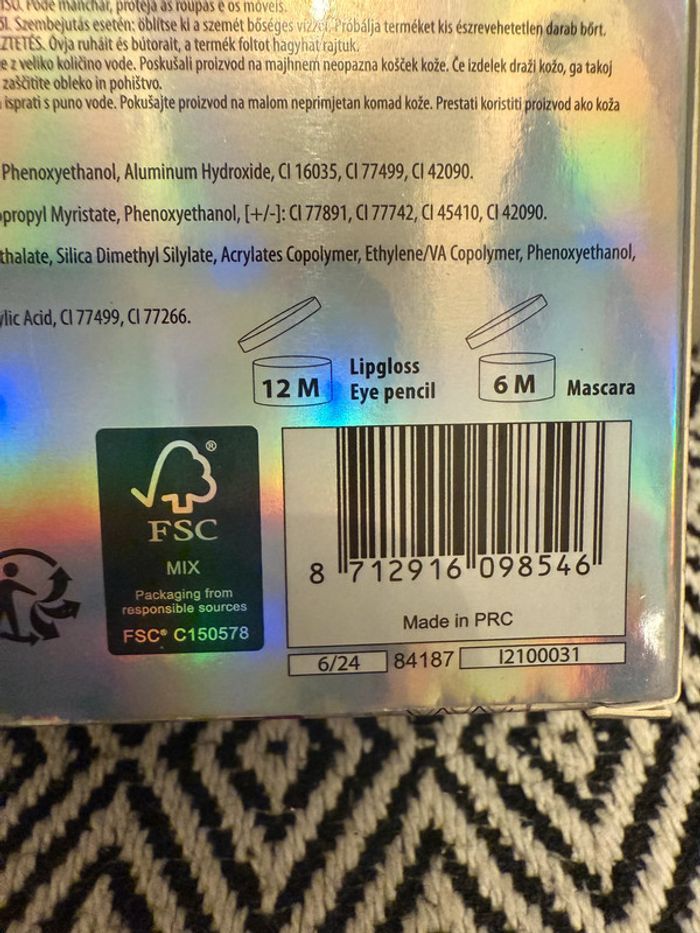 Pode manchar, proteja as roupas e os móveis.
Szembejutás esetén: öblítse ki a szemét bőséges vízzel. Próbálja terméket kis észrevehetetlen darab bőrt.
ZTETÉS. Óvja ruháit és bútorait, a termék foltot hagyhat rajtuk.
e z veliko količino vode. Poskušali proizvod na majhnem neopazna košček kože. Če izdelek draži kožo, ga takoj
zaščitite obleko in pohištvo.
isprati s puno vode. Pokušajte proizvod na malom neprimjetan komad kože. Prestati koristiti proizvod ako koža
Phenoxyethanol, Aluminum Hydroxide, CI 16035, CI 77499, CI 42090.
propyl Myristate, Phenoxyethanol, [+/-]: CI 77891, CI 77742, CI 45410, CI 42090.
thalate, Silica Dimethyl Silylate, Acrylates Copolymer, Ethylene/VA Copolymer, Phenoxyethanol,
ylic Acid, CI 77499, CI 77266.
12 M Lipgloss
Eye pencil
6 M Mascara
FSC®
MIX
Packaging from
responsible sources
FSC® C150578
8 712916 098546
Made in PRC
6/24 84187 I2100031